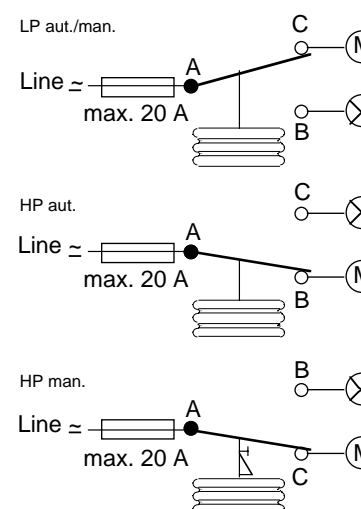 LP aut./man.
C
M
A
Line ≃
max. 20 A
B
HP aut.
C
A
Line ≃
M
max. 20 A
B
HP man.
B
A
Line ≃
M
max. 20 A
C